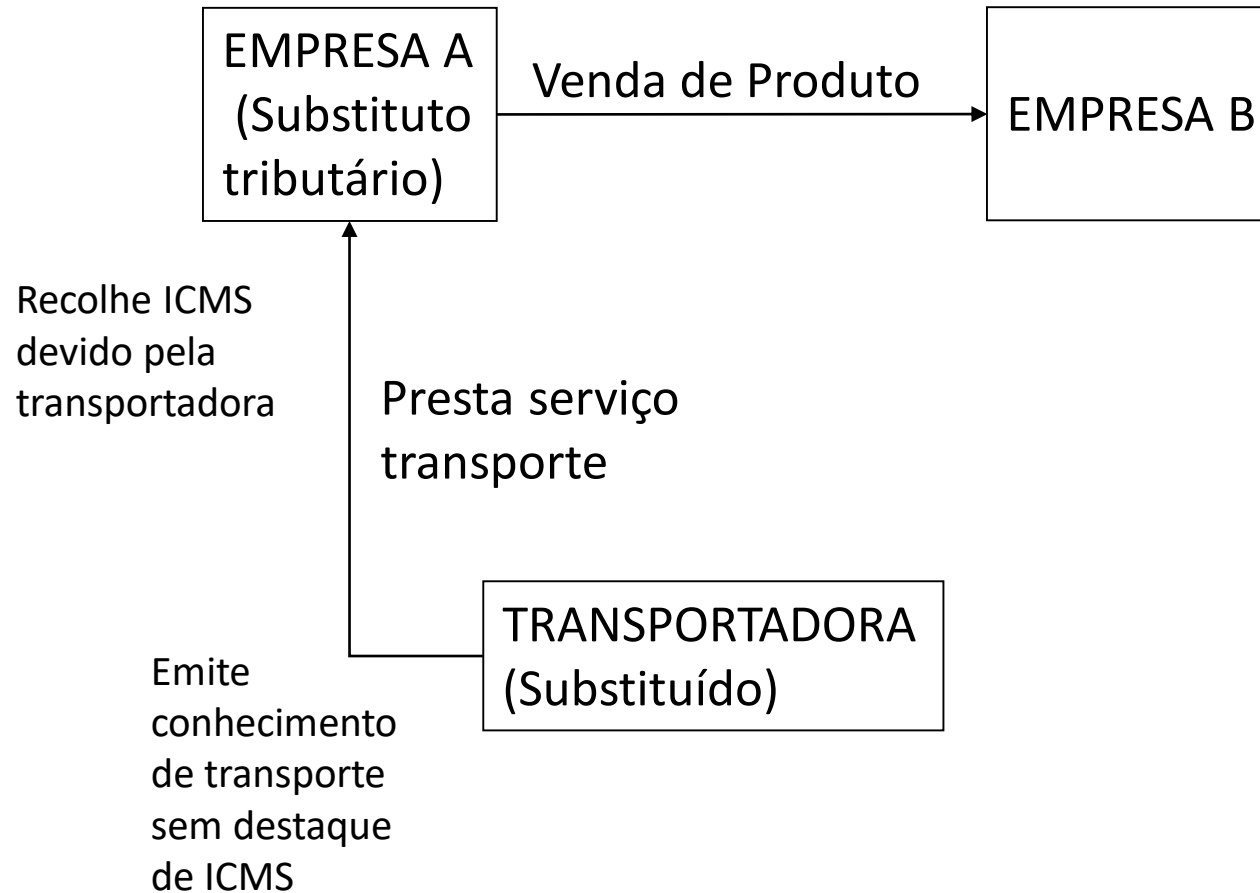 EMPRESA A
(Substituto
tributário)
Venda de Produto
EMPRESA B
Recolhe ICMS
devido pela
transportadora
Presta serviço
transporte
TRANSPORTADORA
(Substituído)
Emite
conhecimento
de transporte
sem destaque
de ICMS